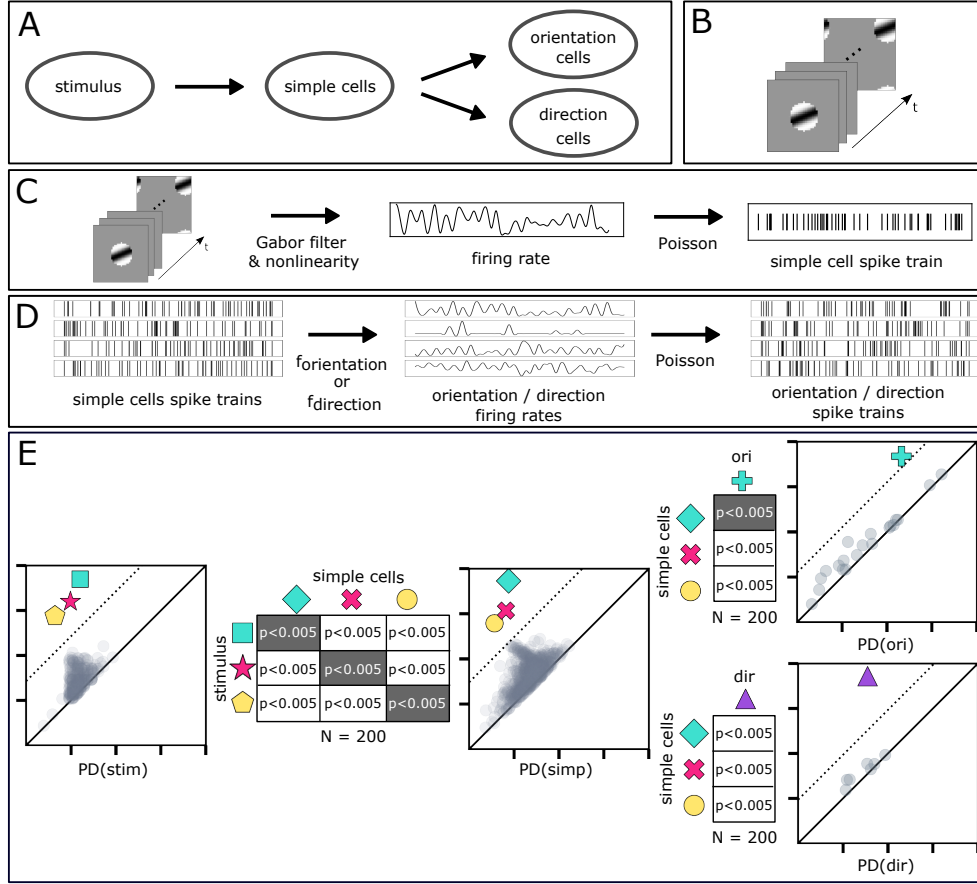 A
stimulus
simple cells
orientation
cells
direction
cells
B
t
C
t
Gabor filter
& nonlinearity
firing rate
Poisson
simple cell spike train
D
simple cells spike trains
forientation
or
fdirection
orientation / direction
firing rates
Poisson
orientation / direction
spike trains
E
PD(stim)
simple cells
stimulus
p<0.005 p<0.005 p<0.005
p<0.005 p<0.005 p<0.005
p<0.005 p<0.005 p<0.005
N = 200
PD(simp)
ori
simple cells
p<0.005
p<0.005
p<0.005
N = 200
PD(ori)
dir
simple cells
p<0.005
p<0.005
p<0.005
N = 200
PD(dir)